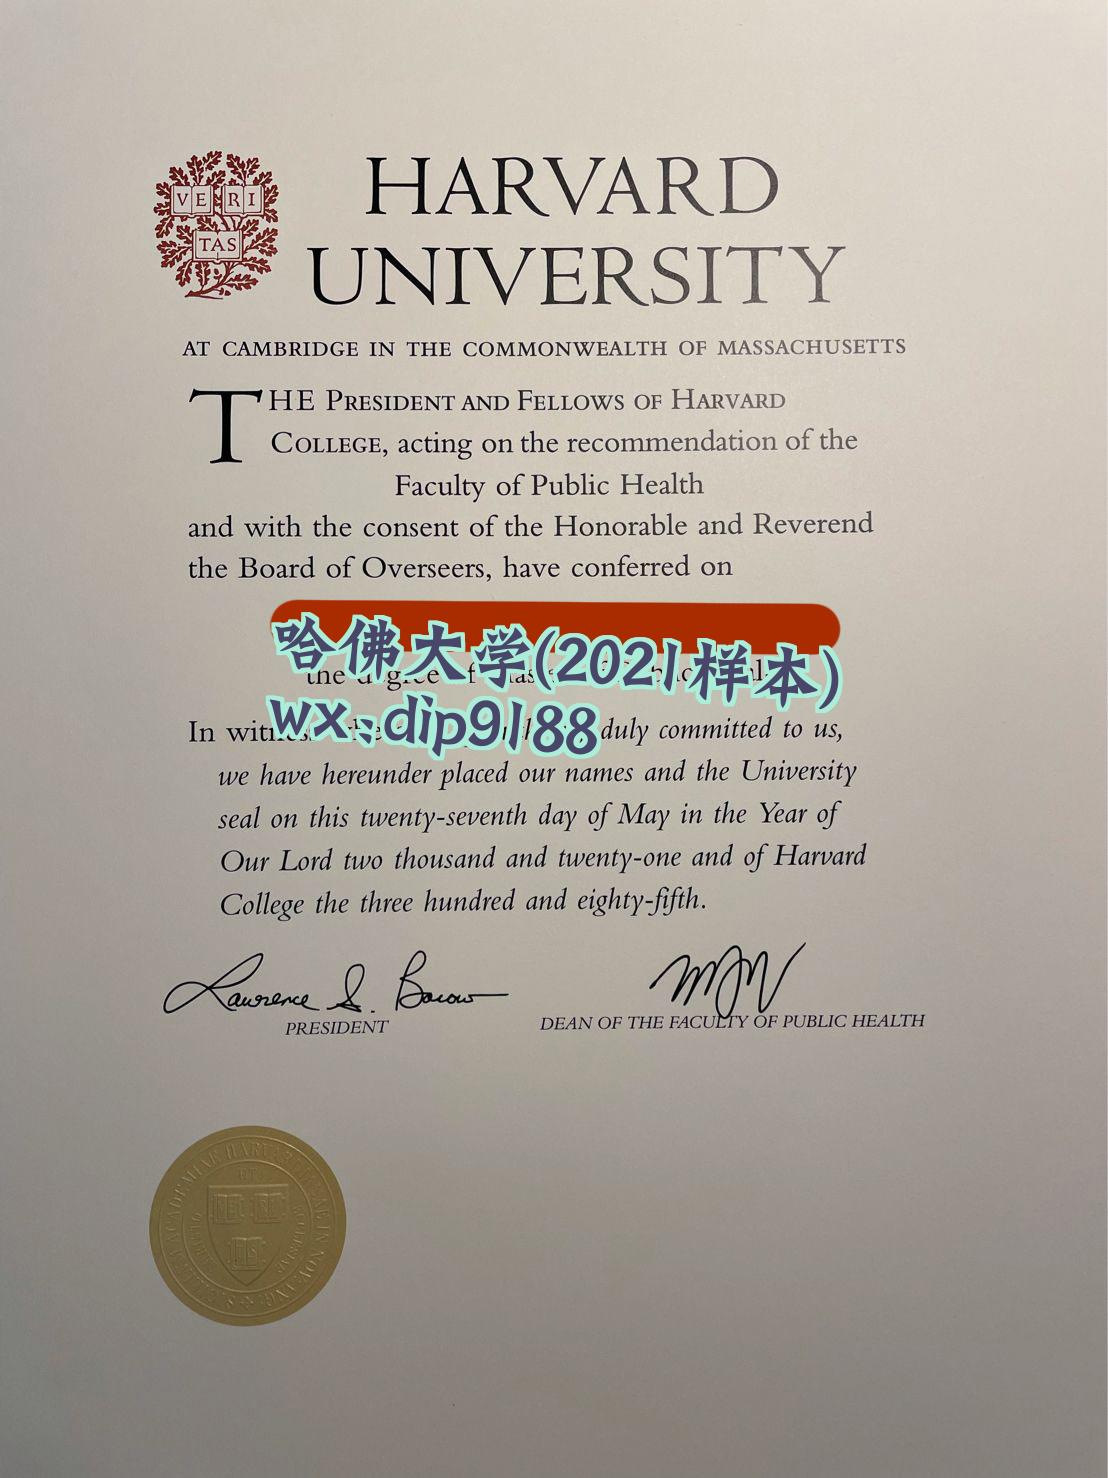 VERI
TAS
HARVARD
UNIVERSITY
AT CAMBRIDGE IN THE COMMONWEALTH OF MASSACHUSETTS
THE PRESIDENT AND FELLOWS OF HARVARD
COLLEGE, acting on the recommendation of the
Faculty of Public Health
and with the consent of the Honorable and Reverend
the Board of Overseers, have conferred on
哈佛大学(2021样本)
the degree of
wx:dip9188
In duly committed to us,
we have hereunder placed our names and the University
seal on this twenty-seventh day of May in the Year of
Our Lord two thousand and twenty-one and of Harvard
College the three hundred and eighty-fifth.
Lawrence S. Bacow
PRESIDENT
DEAN OF THE FACULTY OF PUBLIC HEALTH